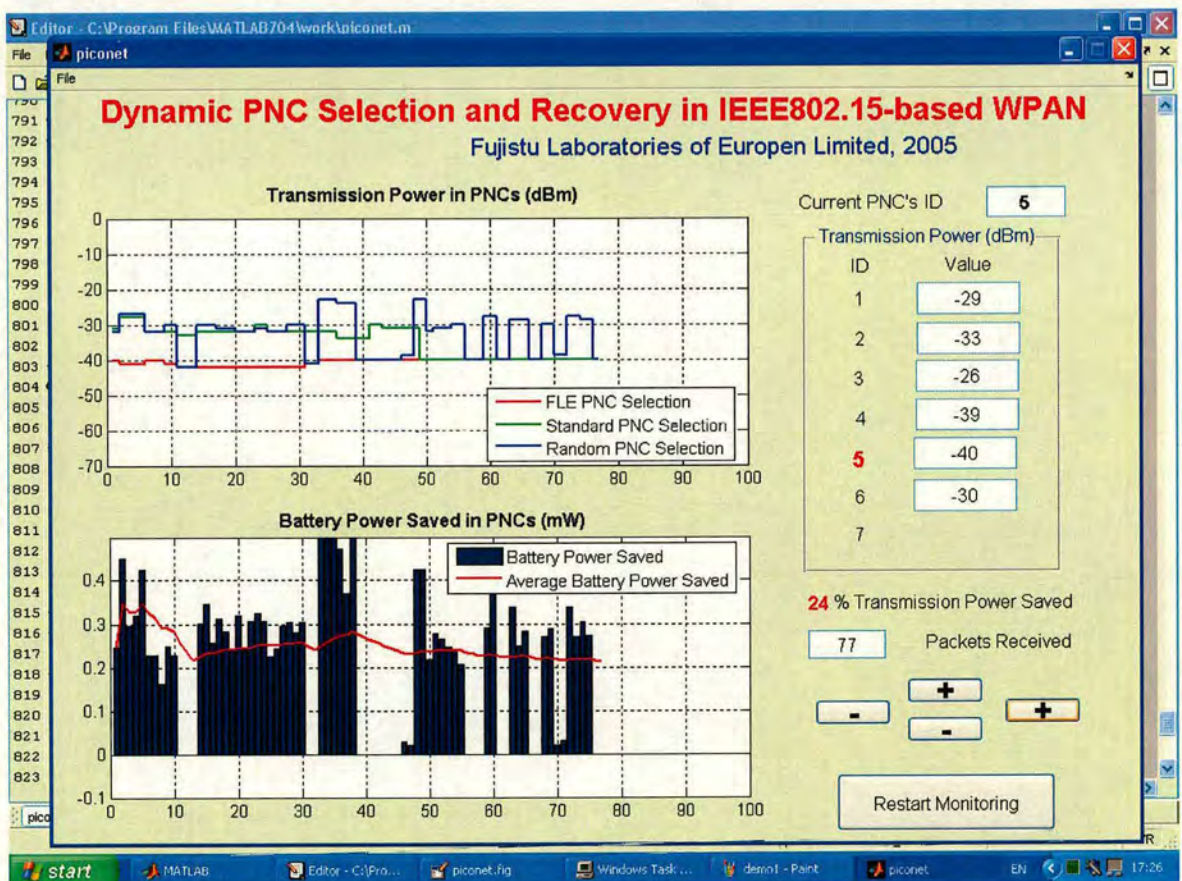 Editor - C:\Program Files\MATLAB704\work\piconet.m
File
piconet
File
Dynamic PNC Selection and Recovery in IEEE802.15-based WPAN
Fujistu Laboratories of Europen Limited, 2005
Transmission Power in PNCs (dBm)
0
-10
-20
-30
-40
-50
-60
-70
FLE PNC Selection
Standard PNC Selection
Random PNC Selection
0 10 20 30 40 50 60 70 80 90 100
Battery Power Saved in PNCs (mW)
Battery Power Saved
Average Battery Power Saved
0.4
0.3
0.2
0.1
0
-0.1
0 10 20 30 40 50 60 70 80 90 100
Current PNC's ID 5
Transmission Power (dBm)
ID Value
1 -29
2 -33
3 -26
4 -39
5 -40
6 -30
7
24 % Transmission Power Saved
77 Packets Received
+
- +
-
Restart Monitoring
790
791
792
793
794
795
796
797
798
799
800
801
802
803
804
805
806
807
808
809
810
811
812
813
814
815
816
817
818
819
820
821
822
823
pico
start MATLAB Editor - C:\Pro... piconet.fig Windows Task ... demo1 - Paint piconet EN 17:26